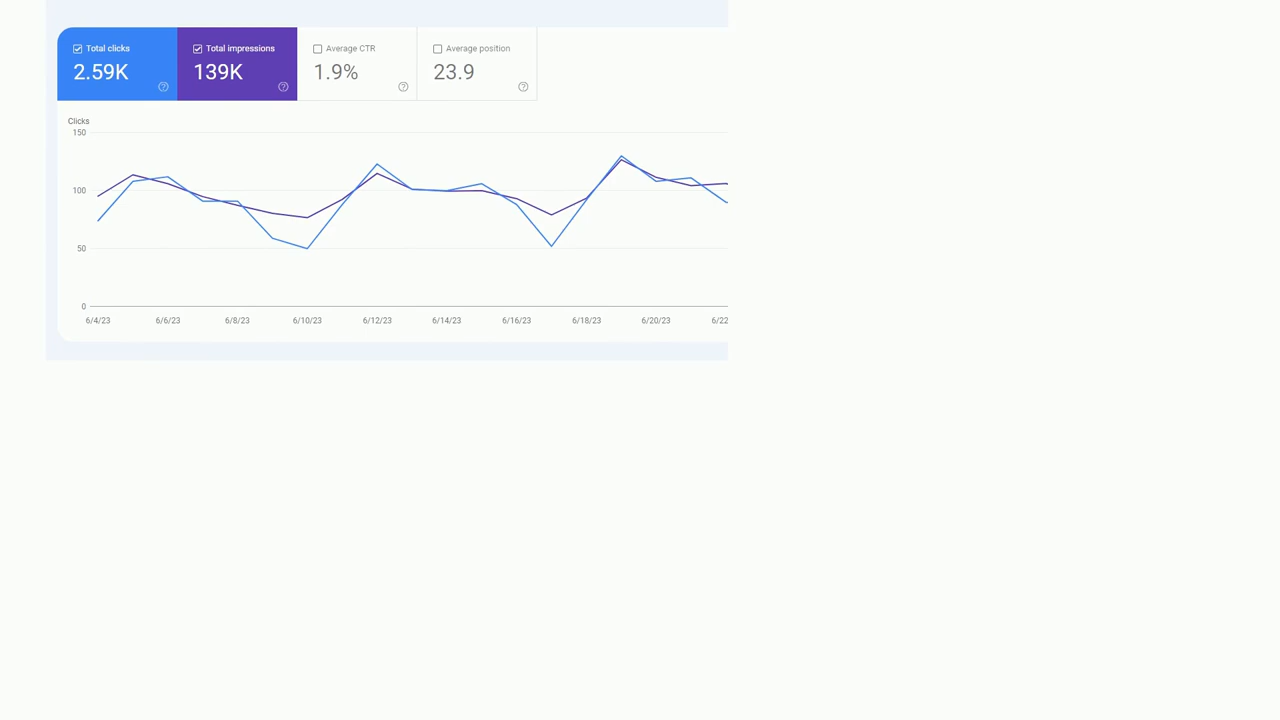 Total clicks Total impressions Average CTR Average position
2.59K 139K 1.9% 23.9
Clicks
150
100
50
0
6/4/23 6/6/23 6/8/23 6/10/23 6/12/23 6/14/23 6/16/23 6/18/23 6/20/23 6/22